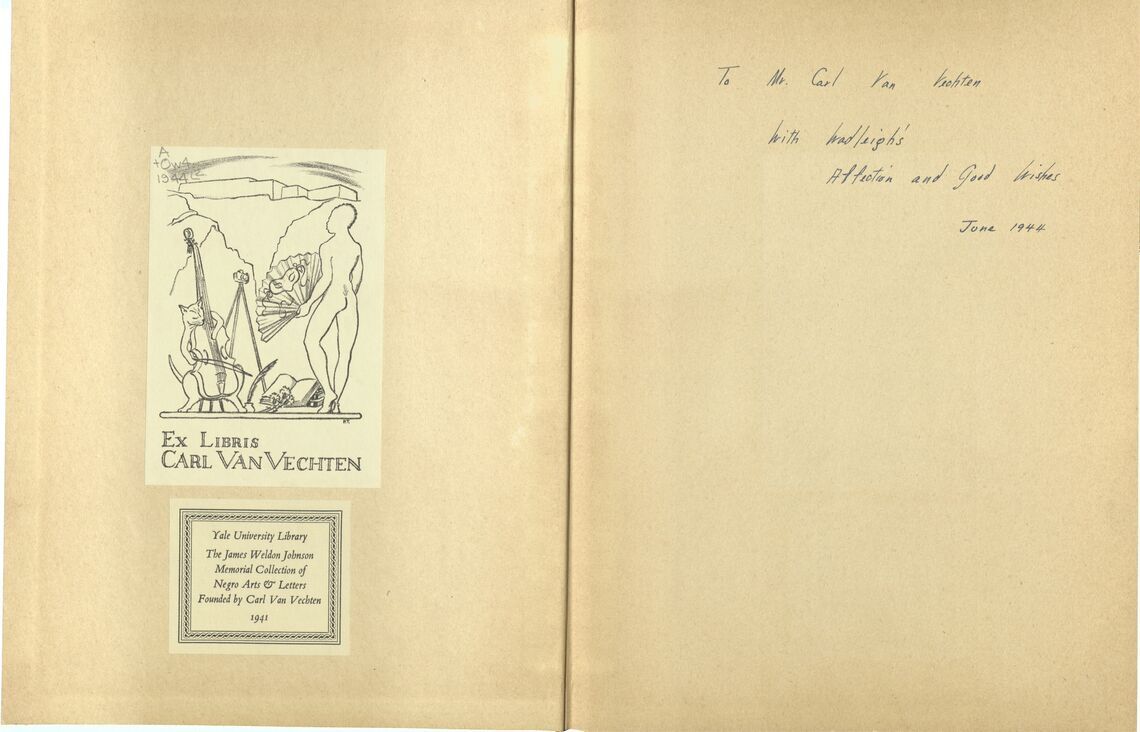 A
+Ow4
1944
Ex Libris
Carl Van Vechten
Yale University Library
The James Weldon Johnson
Memorial Collection of
Negro Arts & Letters
Founded by Carl Van Vechten
1941
To Mr. Carl Van Vechten
With Wadleigh's
Affection and Good Wishes
June 1944